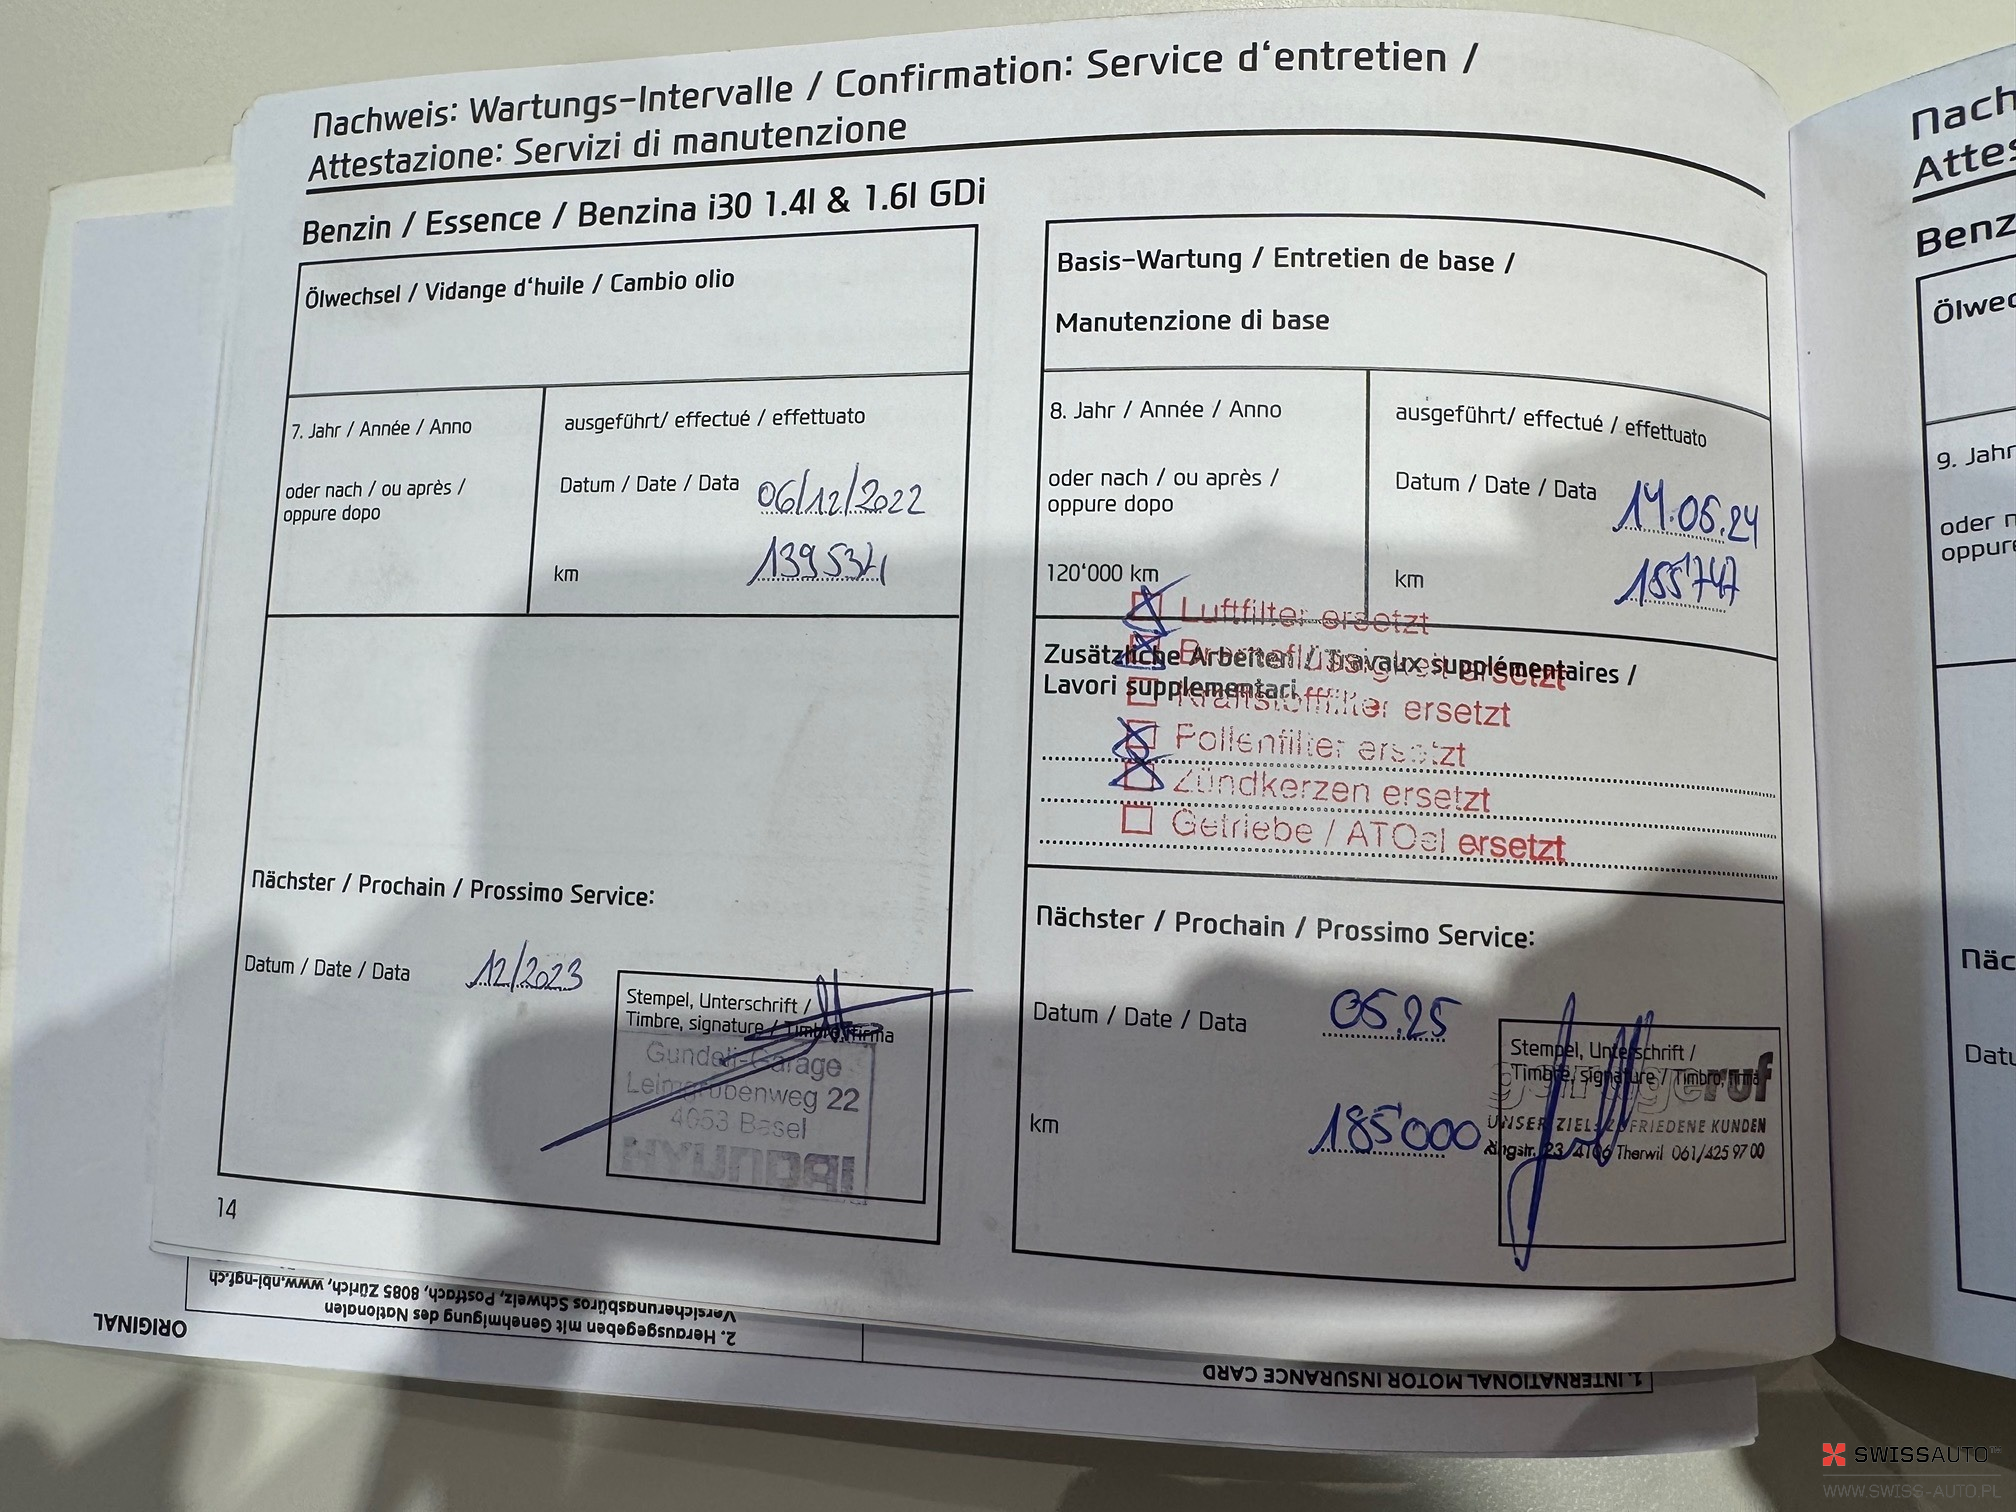 Nachweis: Wartungs-Intervalle / Confirmation: Service d'entretien /
Attestazione: Servizi di manutenzione
Benzin / Essence / Benzina i30 1.4l & 1.6l GDi
Ölwechsel / Vidange d'huile / Cambio olio
7. Jahr / Année / Anno
oder nach / ou après /
oppure dopo
ausgeführt/ effectué / effettuato
Datum / Date / Data 06/12/2022
km 139534
Nächster / Prochain / Prossimo Service:
Datum / Date / Data 12/2023
Stempel, Unterschrift /
Timbre, signature / Timbro, firma
Gundeli-Garage
Leimgrubenweg 22
4053 Basel
HYUNDAI
14
Basis-Wartung / Entretien de base /
Manutenzione di base
8. Jahr / Année / Anno
oder nach / ou après /
oppure dopo
120'000 km
ausgeführt/ effectué / effettuato
Datum / Date / Data 14.05.24
km 155'747
Luftfilter ersetzt
Zusätzliche Arbeiten / Travaux supplémentaires /
Bremsflüssigkeit ersetzt
Lavori supplementari
Kraftstofffilter ersetzt
Pollenfilter ersetzt
Zündkerzen ersetzt
Getriebe / ATOel ersetzt
Nächster / Prochain / Prossimo Service:
Datum / Date / Data 05.25
km 185'000
Stempel, Unterschrift /
Timbre, signature / Timbro, firma
garageruf
UNSER ZIEL: ZUFRIEDENE KUNDEN
Ringstr. 23 4106 Therwil 061/425 97 00
Nach
Attes
Benz
Ölwec
9. Jahr
oder n
oppure
Näc
Datu
ORIGINAL
1. INTERNATIONAL MOTOR INSURANCE CARD
2. Herausgegeben mit Genehmigung des Nationalen
Versicherungsbüros Schweiz, Postfach, 8085 Zürich, www.nbi-ngf.ch
SWISSAUTO
WWW.SWISS-AUTO.PL